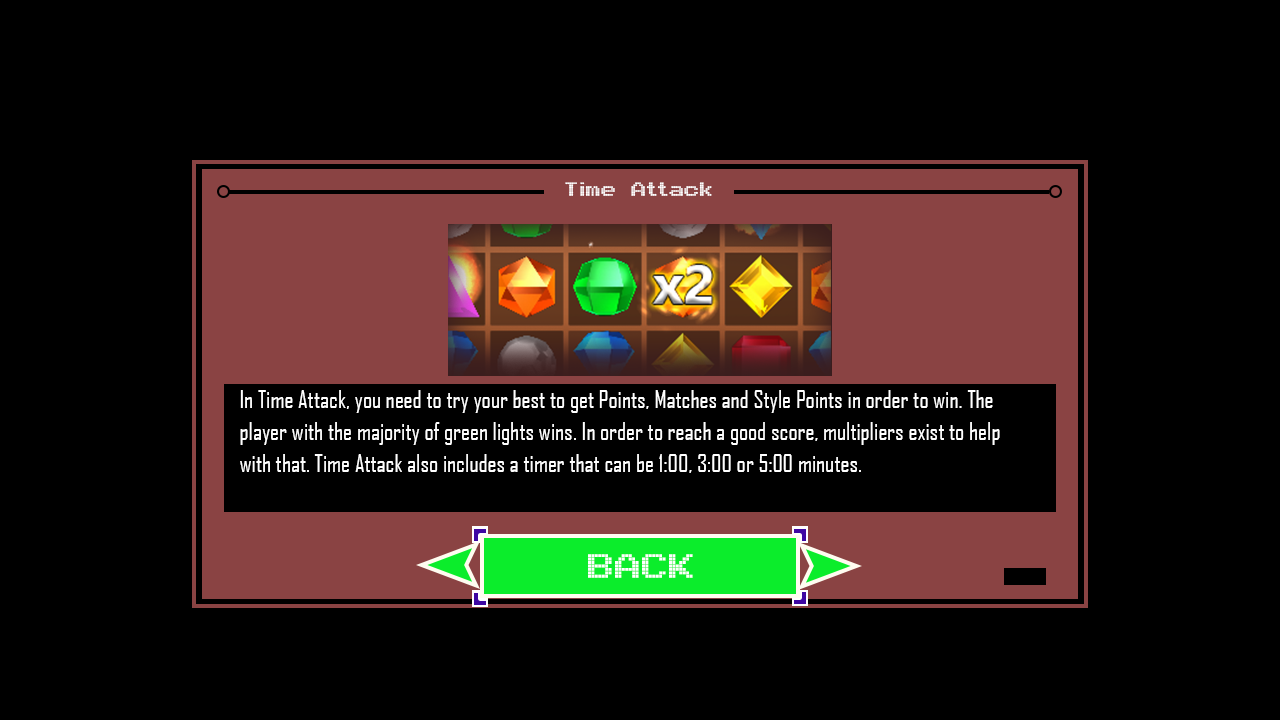 Time Attack
x2
In Time Attack, you need to try your best to get Points, Matches and Style Points in order to win. The
player with the majority of green lights wins. In order to reach a good score, multipliers exist to help
with that. Time Attack also includes a timer that can be 1:00, 3:00 or 5:00 minutes.
BACK